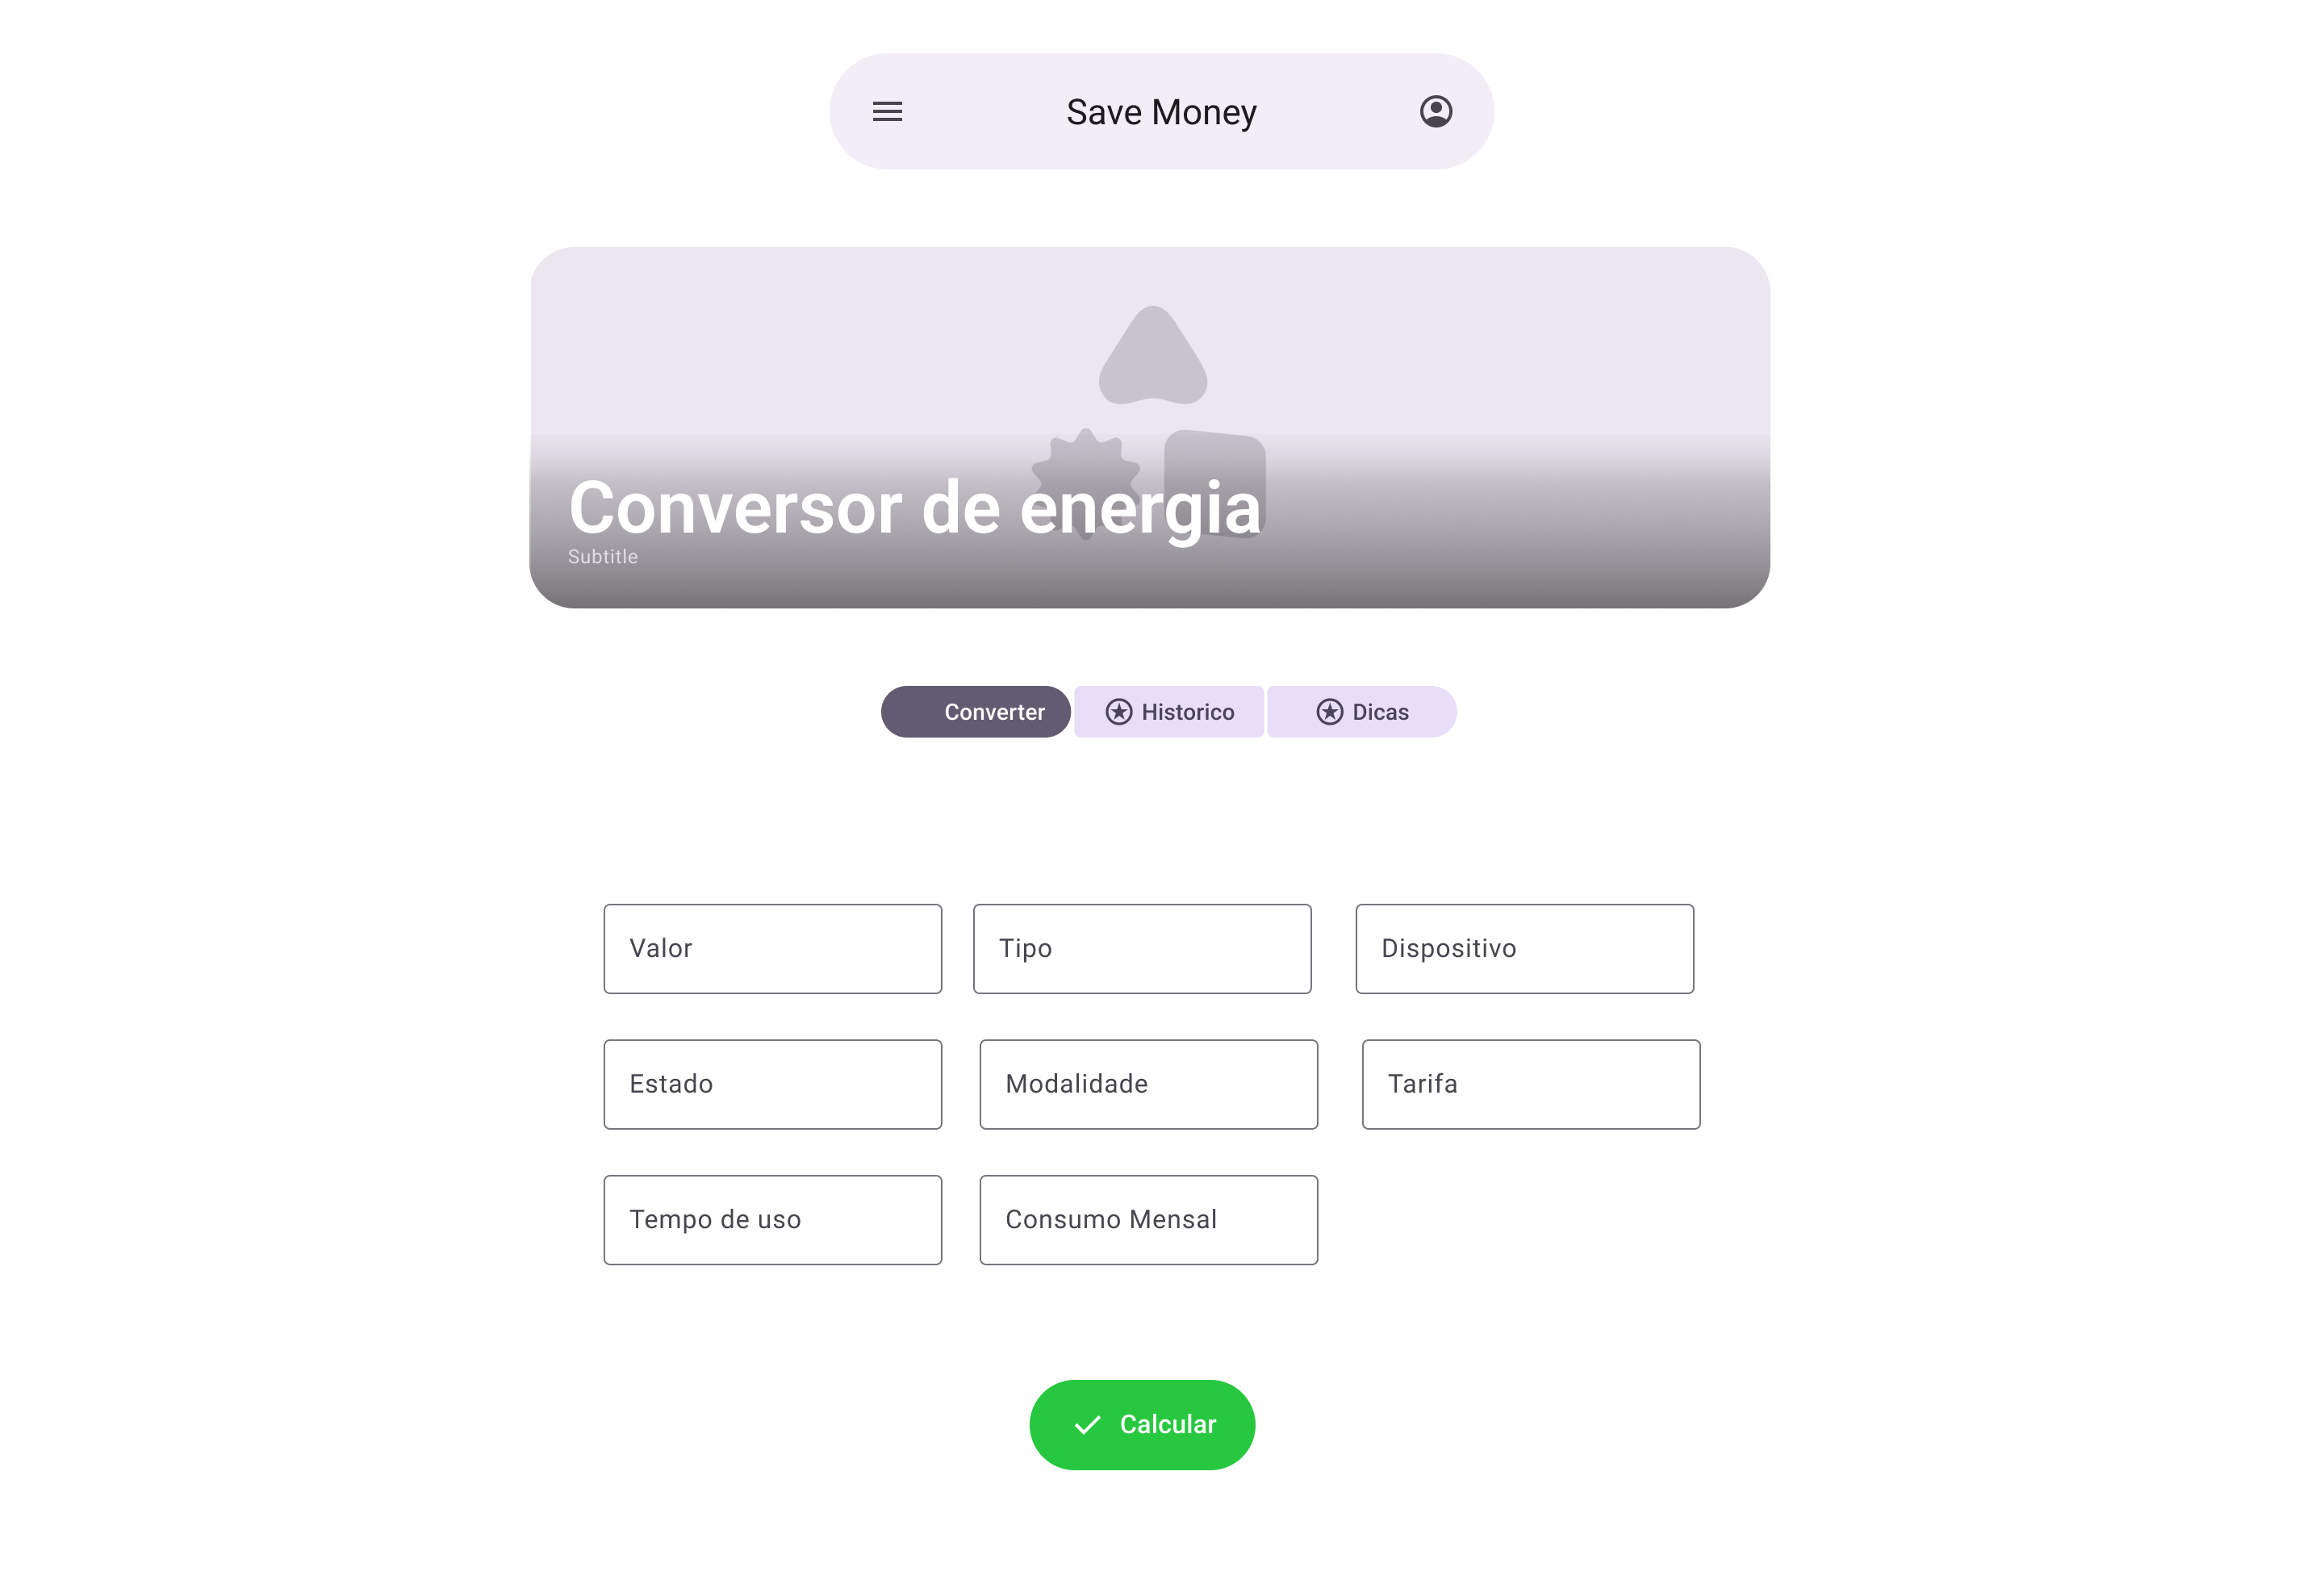 Save Money
Conversor de energia
Subtitle
Converter
Historico
Dicas
Valor
Tipo
Dispositivo
Estado
Modalidade
Tarifa
Tempo de uso
Consumo Mensal
Calcular